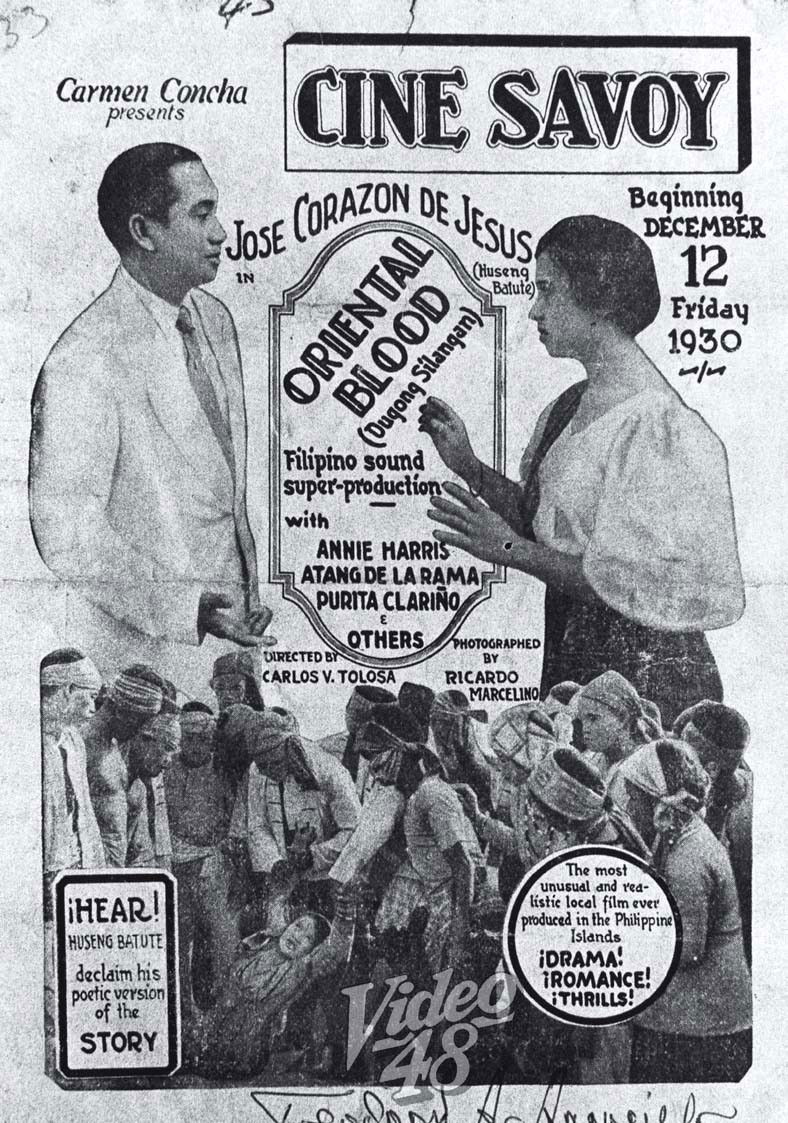 33
Carmen Concha
presents
CINE SAVOY
JOSE CORAZON DE JESUS
(Huseng
Batute)
IN
Beginning
DECEMBER
12
Friday
1930
ORIENTAL
BLOOD
(Dugong Silangan)
Filipino sound
super-production
with
ANNIE HARRIS
ATANG DE LA RAMA
PURITA CLARIÑO
&
OTHERS
DIRECTED BY
CARLOS V. TOLOSA
PHOTOGRAPHED
BY
RICARDO
MARCELINO
¡HEAR!
HUSENG BATUTE
declaim his
poetic version
of the
STORY
The most
unusual and rea-
listic local film ever
produced in the Philippine
Islands
¡DRAMA!
¡ROMANCE!
¡THRILLS!
Video
48